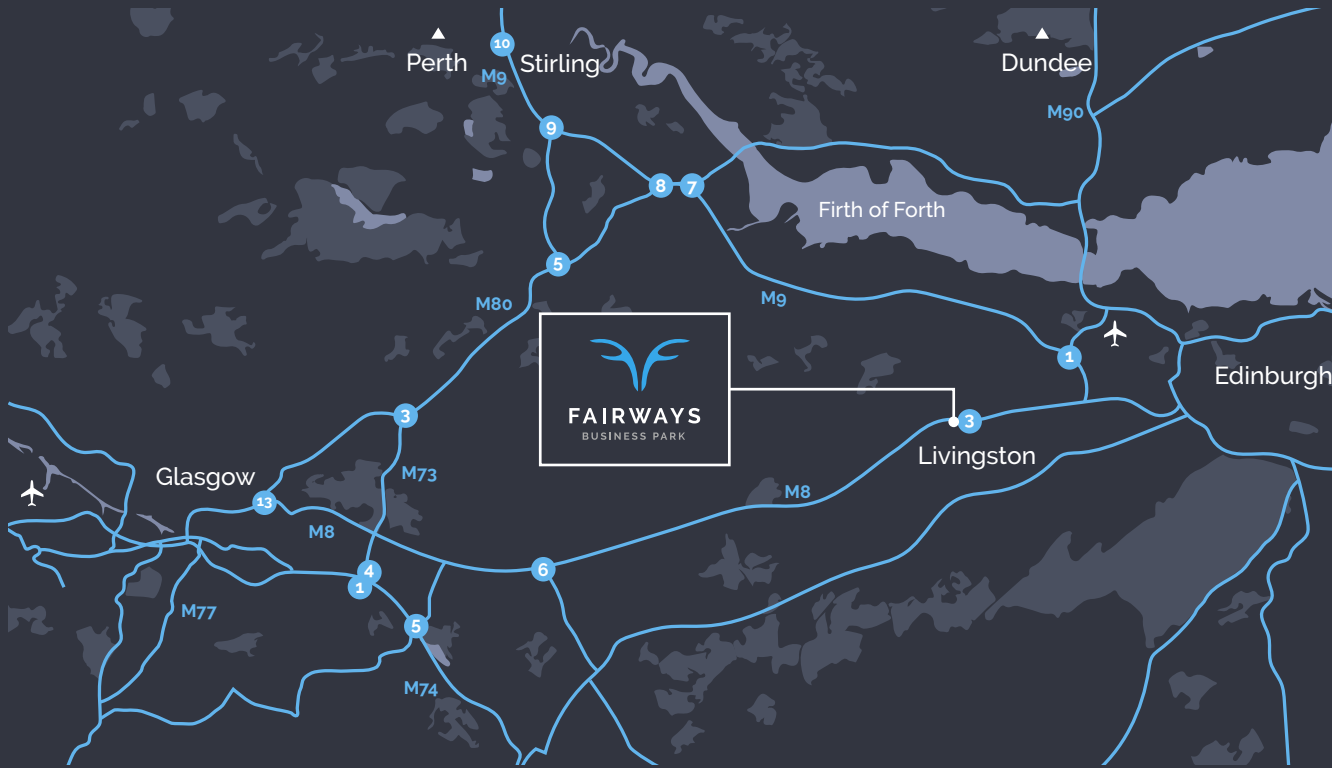 10
Perth
Stirling
Dundee
M9
M90
9
8
7
Firth of Forth
5
M80
M9
1
FAIRWAYS
BUSINESS PARK
Edinburgh
3
3
Livingston
M73
Glasgow
M8
13
M8
4
6
1
M77
5
M74